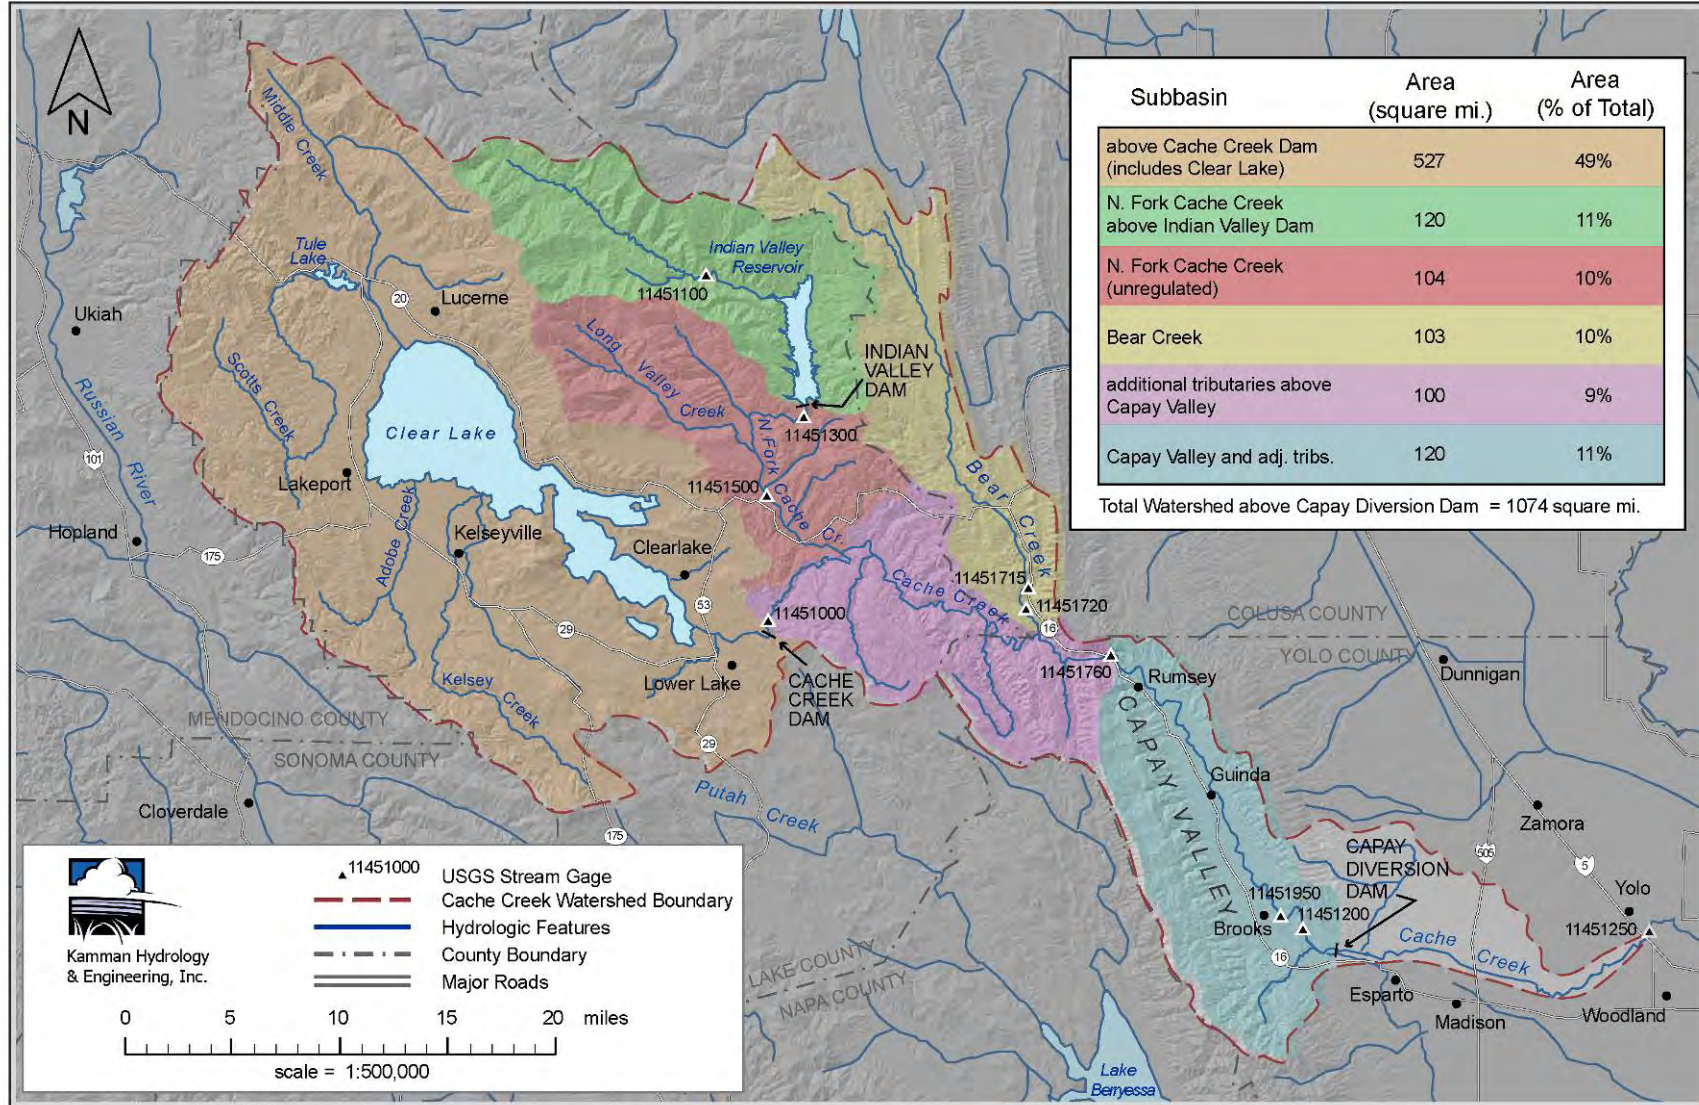 N
Middle Creek
Tule
Lake
20
Lucerne
Ukiah
Scotts Creek
Russian River
101
Clear Lake
Lakeport
Hopland
175
Adobe Creek
Kelseyville
Clearlake
53
29
Kelsey Creek
Lower Lake
29
MENDOCINO COUNTY
SONOMA COUNTY
Cloverdale
175
Putah Creek
Indian Valley
Reservoir
11451100
Long Valley Creek
INDIAN
VALLEY
DAM
11451300
N. Fork Cache Cr.
11451500
11451000
CACHE
CREEK
DAM
Bear Creek
Cache Creek
11451715
11451720
16
11451760
COLUSA COUNTY
YOLO COUNTY
Rumsey
Dunnigan
CAPAY VALLEY
Guinda
Zamora
505
5
CAPAY
DIVERSION
DAM
11451950
11451200
Brooks
16
Cache Creek
Yolo
11451250
Esparto
Madison
Woodland
LAKE COUNTY
NAPA COUNTY
Lake
Berryessa
Subbasin Area (square mi.) Area (% of Total)
above Cache Creek Dam
(includes Clear Lake) 527 49%
N. Fork Cache Creek
above Indian Valley Dam 120 11%
N. Fork Cache Creek
(unregulated) 104 10%
Bear Creek 103 10%
additional tributaries above
Capay Valley 100 9%
Capay Valley and adj. tribs. 120 11%
Total Watershed above Capay Diversion Dam = 1074 square mi.
Kamman Hydrology
& Engineering, Inc.
11451000 USGS Stream Gage
Cache Creek Watershed Boundary
Hydrologic Features
County Boundary
Major Roads
0 5 10 15 20 miles
scale = 1:500,000